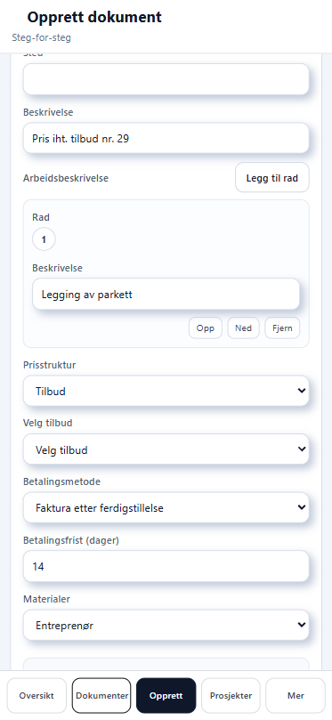 Opprett dokument
Steg-for-steg
Sted
Beskrivelse
Pris iht. tilbud nr. 29
Arbeidsbeskrivelse
Legg til rad
Rad
1
Beskrivelse
Legging av parkett
Opp
Ned
Fjern
Prisstruktur
Tilbud
Velg tilbud
Velg tilbud
Betalingsmetode
Faktura etter ferdigstillelse
Betalingsfrist (dager)
14
Materialer
Entreprenør
Oversikt
Dokumenter
Opprett
Prosjekter
Mer